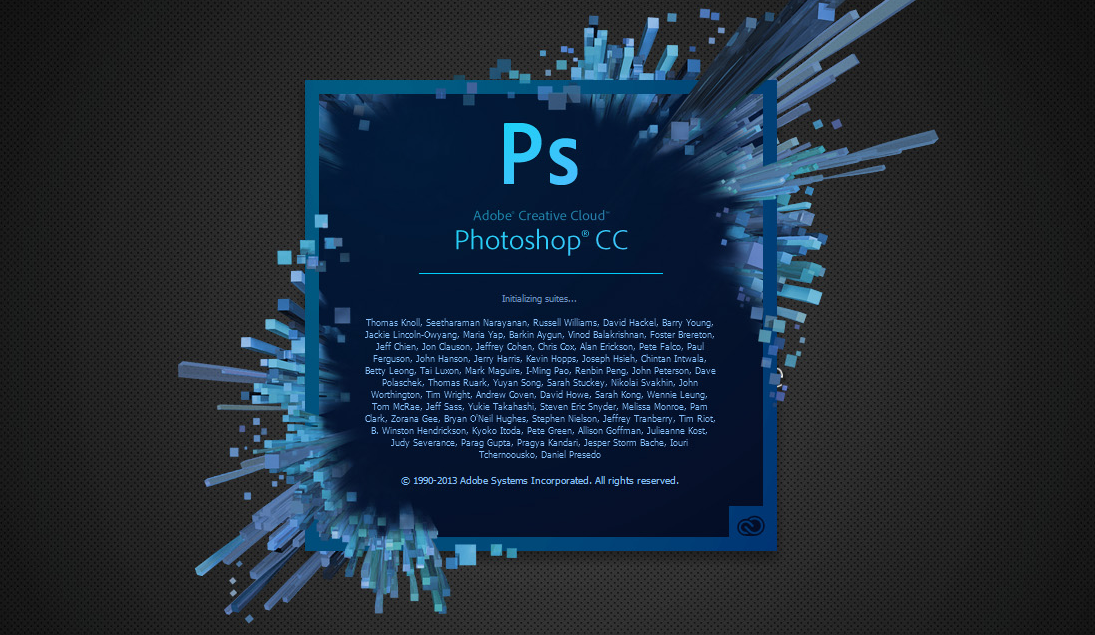 Ps
Adobe® Creative Cloud™
Photoshop® CC
Initializing suites...
Thomas Knoll, Seetharaman Narayanan, Russell Williams, David Hackel, Barry Young,
Jackie Lincoln-Owyang, Maria Yap, Barkin Aygun, Vinod Balakrishnan, Foster Brereton,
Jeff Chien, Jon Clauson, Jeffrey Cohen, Chris Cox, Alan Erickson, Pete Falco, Paul
Ferguson, John Hanson, Jerry Harris, Kevin Hopps, Joseph Hsieh, Chintan Intwala,
Betty Leong, Tai Luxon, Mark Maguire, I-Ming Pao, Renbin Peng, John Peterson, Dave
Polaschek, Thomas Ruark, Yuyan Song, Sarah Stuckey, Nikolai Svakhin, John
Worthington, Tim Wright, Andrew Coven, David Howe, Sarah Kong, Wennie Leung,
Tom McRae, Jeff Sass, Yukie Takahashi, Steven Eric Snyder, Melissa Monroe, Pam
Clark, Zorana Gee, Bryan O'Neil Hughes, Stephen Nielson, Jeffrey Tranberry, Tim Riot,
B. Winston Hendrickson, Kyoko Itoda, Pete Green, Allison Goffman, Julieanne Kost,
Judy Severance, Parag Gupta, Pragya Kandari, Jesper Storm Bache, Iouri
Tchernoousko, Daniel Presedo
© 1990-2013 Adobe Systems Incorporated. All rights reserved.